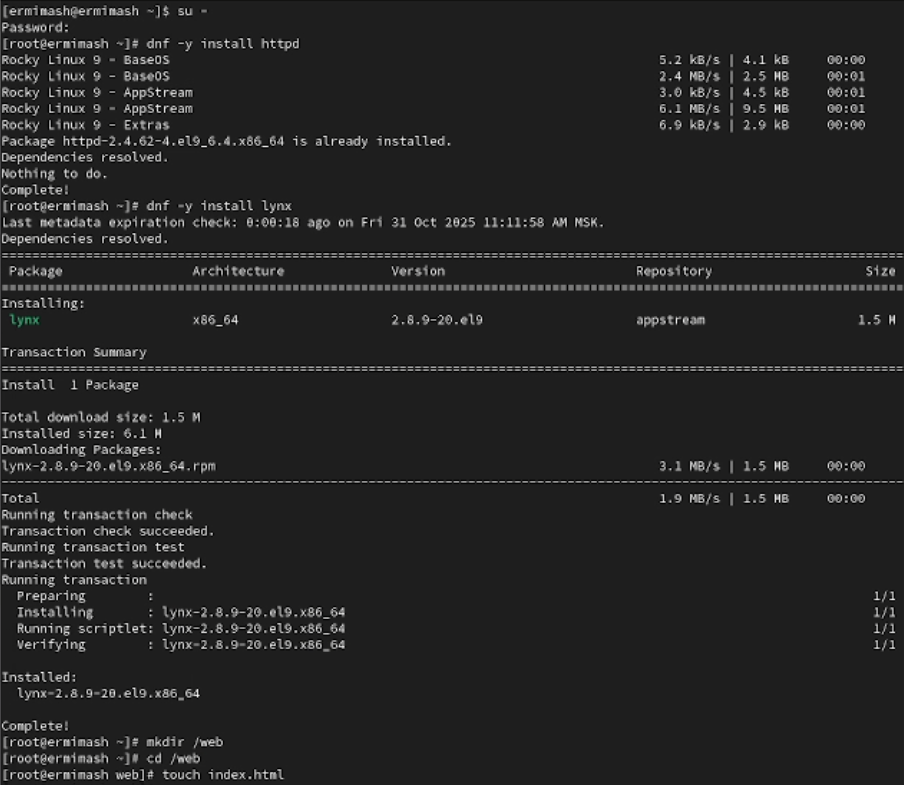 [ermimash@ermimash ~]$ su -
Password:
[root@ermimash ~]# dnf -y install httpd
Rocky Linux 9 - BaseOS 5.2 kB/s | 4.1 kB 00:00
Rocky Linux 9 - BaseOS 2.4 MB/s | 2.5 MB 00:01
Rocky Linux 9 - AppStream 3.0 kB/s | 4.5 kB 00:01
Rocky Linux 9 - AppStream 6.1 MB/s | 9.5 MB 00:01
Rocky Linux 9 - Extras 6.9 kB/s | 2.9 kB 00:00
Package httpd-2.4.62-4.el9_6.4.x86_64 is already installed.
Dependencies resolved.
Nothing to do.
Complete!
[root@ermimash ~]# dnf -y install lynx
Last metadata expiration check: 0:00:18 ago on Fri 31 Oct 2025 11:11:58 AM MSK.
Dependencies resolved.
Package Architecture Version Repository Size
Installing:
lynx x86_64 2.8.9-20.el9 appstream 1.5 M
Transaction Summary
Install 1 Package
Total download size: 1.5 M
Installed size: 6.1 M
Downloading Packages:
lynx-2.8.9-20.el9.x86_64.rpm 3.1 MB/s | 1.5 MB 00:00
Total 1.9 MB/s | 1.5 MB 00:00
Running transaction check
Transaction check succeeded.
Running transaction test
Transaction test succeeded.
Running transaction
Preparing : 1/1
Installing : lynx-2.8.9-20.el9.x86_64 1/1
Running scriptlet: lynx-2.8.9-20.el9.x86_64 1/1
Verifying : lynx-2.8.9-20.el9.x86_64 1/1
Installed:
lynx-2.8.9-20.el9.x86_64
Complete!
[root@ermimash ~]# mkdir /web
[root@ermimash ~]# cd /web
[root@ermimash web]# touch index.html